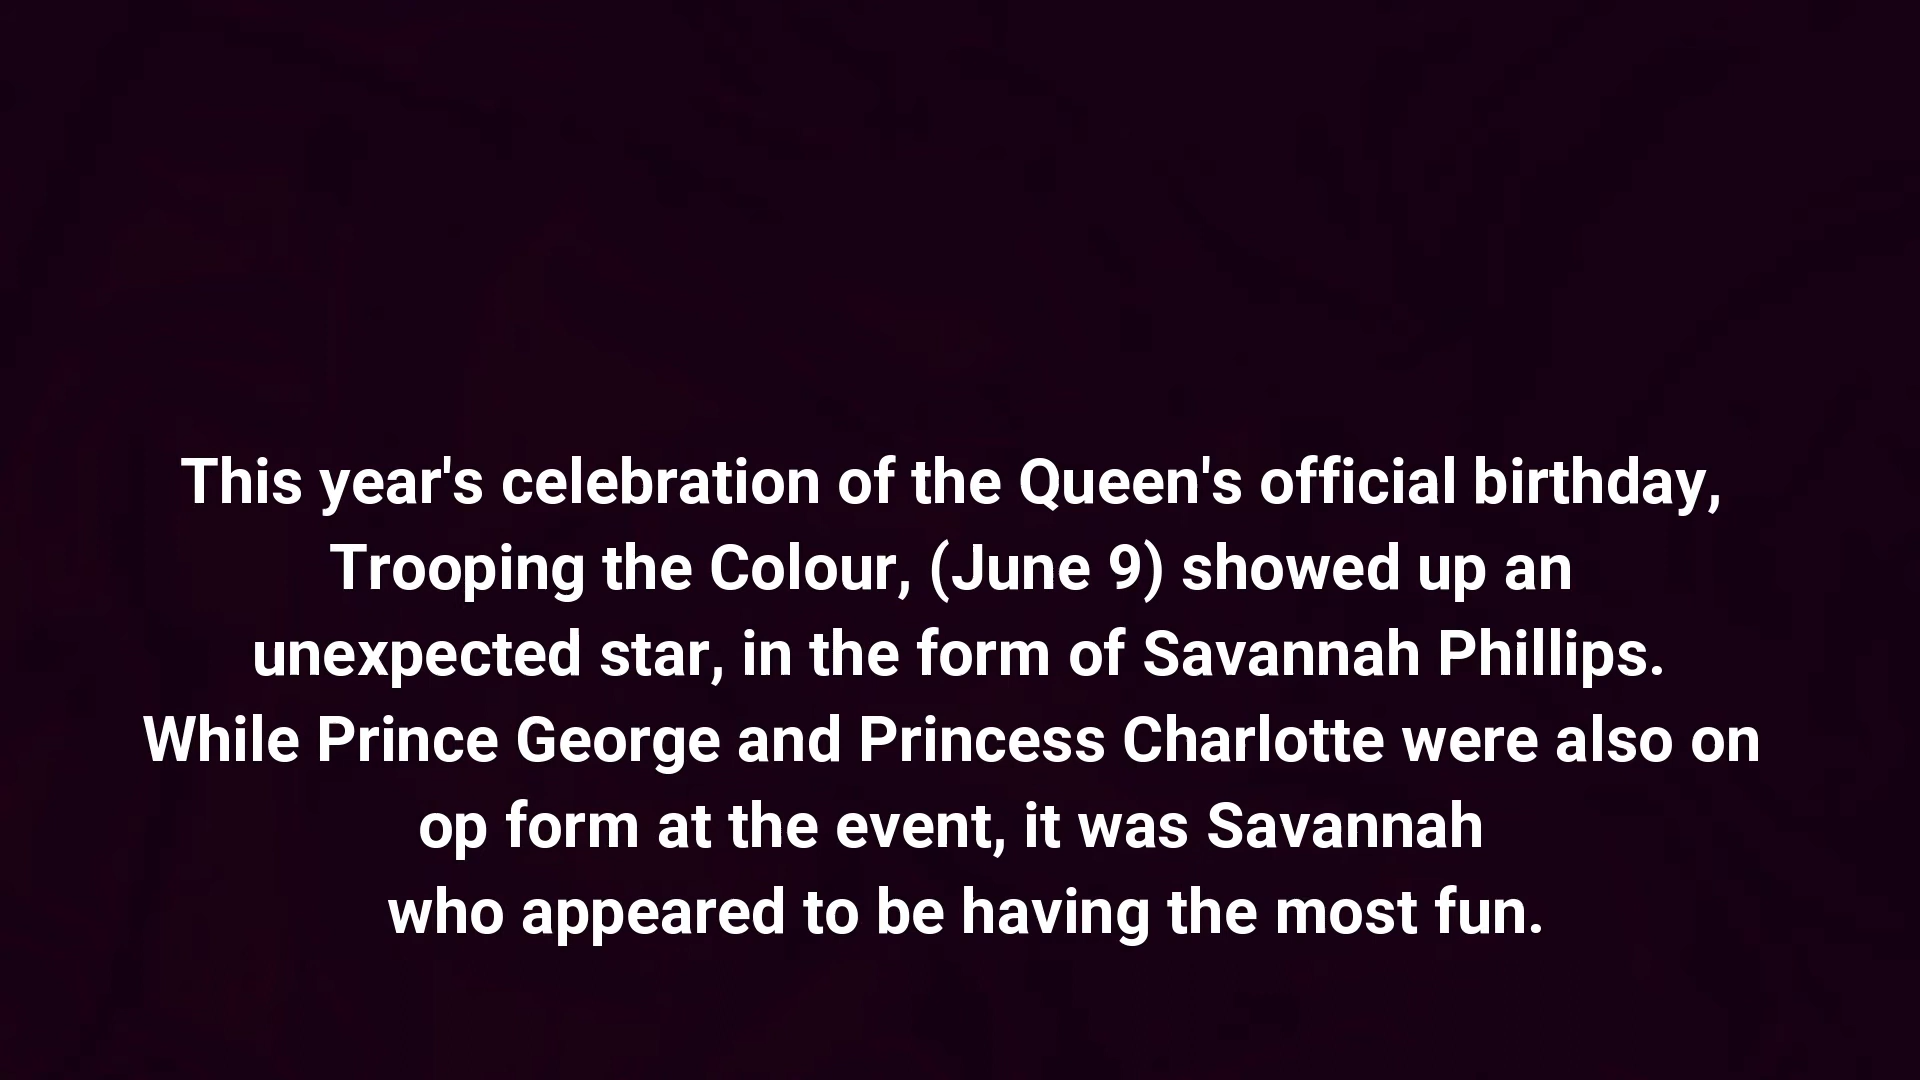 This year's celebration of the Queen's official birthday,
Trooping the Colour, (June 9) showed up an
unexpected star, in the form of Savannah Phillips.
While Prince George and Princess Charlotte were also on
op form at the event, it was Savannah
who appeared to be having the most fun.